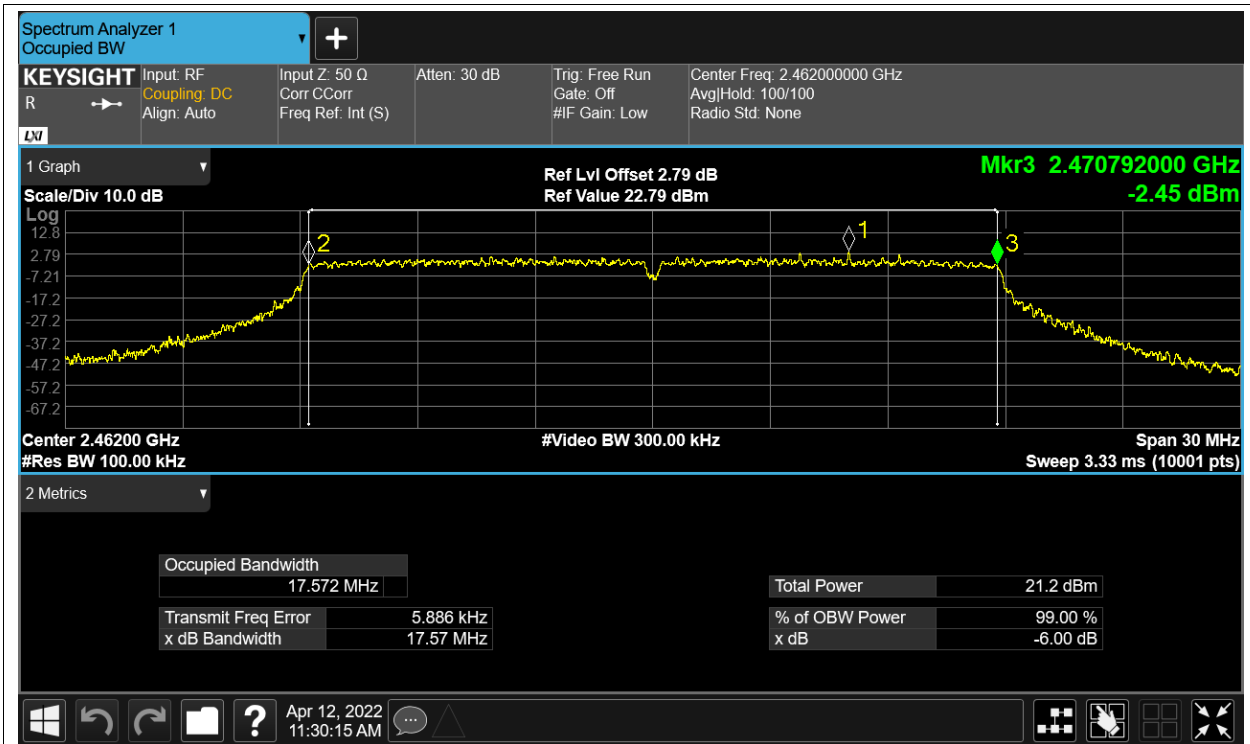 Spectrum Analyzer 1
Occupied BW
KEYSIGHT
R
LXI
Input: RF
Coupling: DC
Align: Auto
Input Z: 50 Ω
Corr CCorr
Freq Ref: Int (S)
Atten: 30 dB
Trig: Free Run
Gate: Off
#IF Gain: Low
Center Freq: 2.462000000 GHz
Avg|Hold: 100/100
Radio Std: None
1 Graph
Scale/Div 10.0 dB
Ref Lvl Offset 2.79 dB
Ref Value 22.79 dBm
Mkr3 2.470792000 GHz
-2.45 dBm
Log
12.8
2.79
-7.21
-17.2
-27.2
-37.2
-47.2
-57.2
-67.2
2
1
3
Center 2.46200 GHz
#Video BW 300.00 kHz
Span 30 MHz
#Res BW 100.00 kHz
Sweep 3.33 ms (10001 pts)
2 Metrics
Occupied Bandwidth
17.572 MHz
Transmit Freq Error 5.886 kHz
x dB Bandwidth 17.57 MHz
Total Power 21.2 dBm
% of OBW Power 99.00 %
x dB -6.00 dB
?
Apr 12, 2022
11:30:15 AM